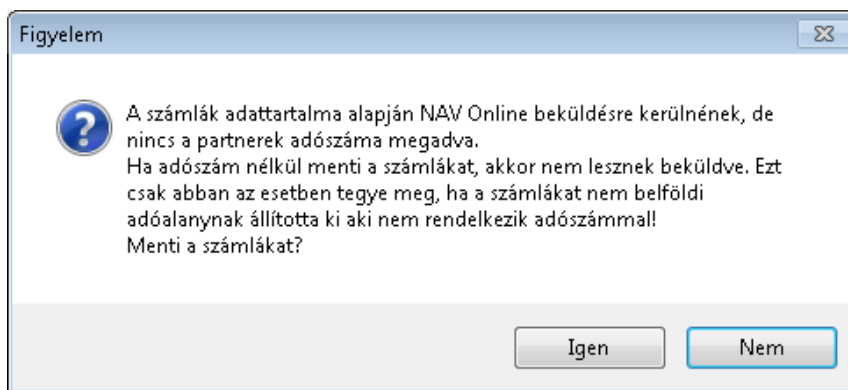 Figyelem
A számlák adattartalma alapján NAV Online beküldésre kerülnének, de
nincs a partnerek adószáma megadva.
Ha adószám nélkül menti a számlákat, akkor nem lesznek beküldve. Ezt
csak abban az esetben tegye meg, ha a számlákat nem belföldi
adóalanynak állította ki aki nem rendelkezik adószámmal!
Menti a számlákat?
Igen
Nem